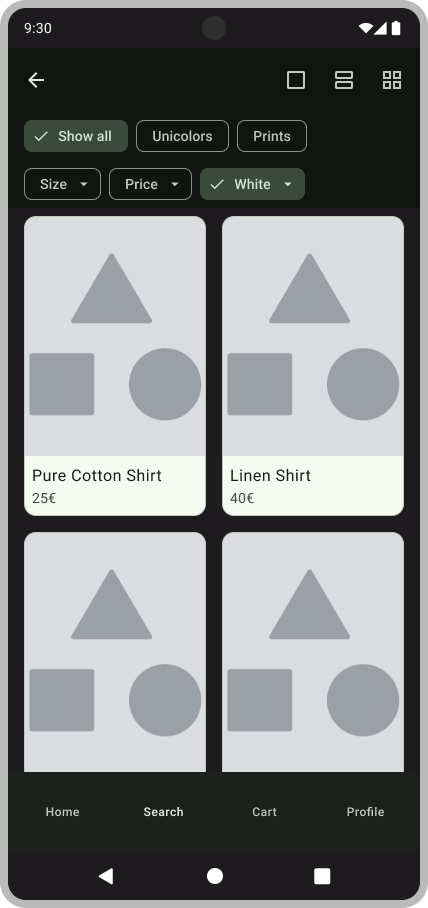 9:30
Show all
Unicolors
Prints
Size
Price
White
Pure Cotton Shirt
25€
Linen Shirt
40€
Home
Search
Cart
Profile